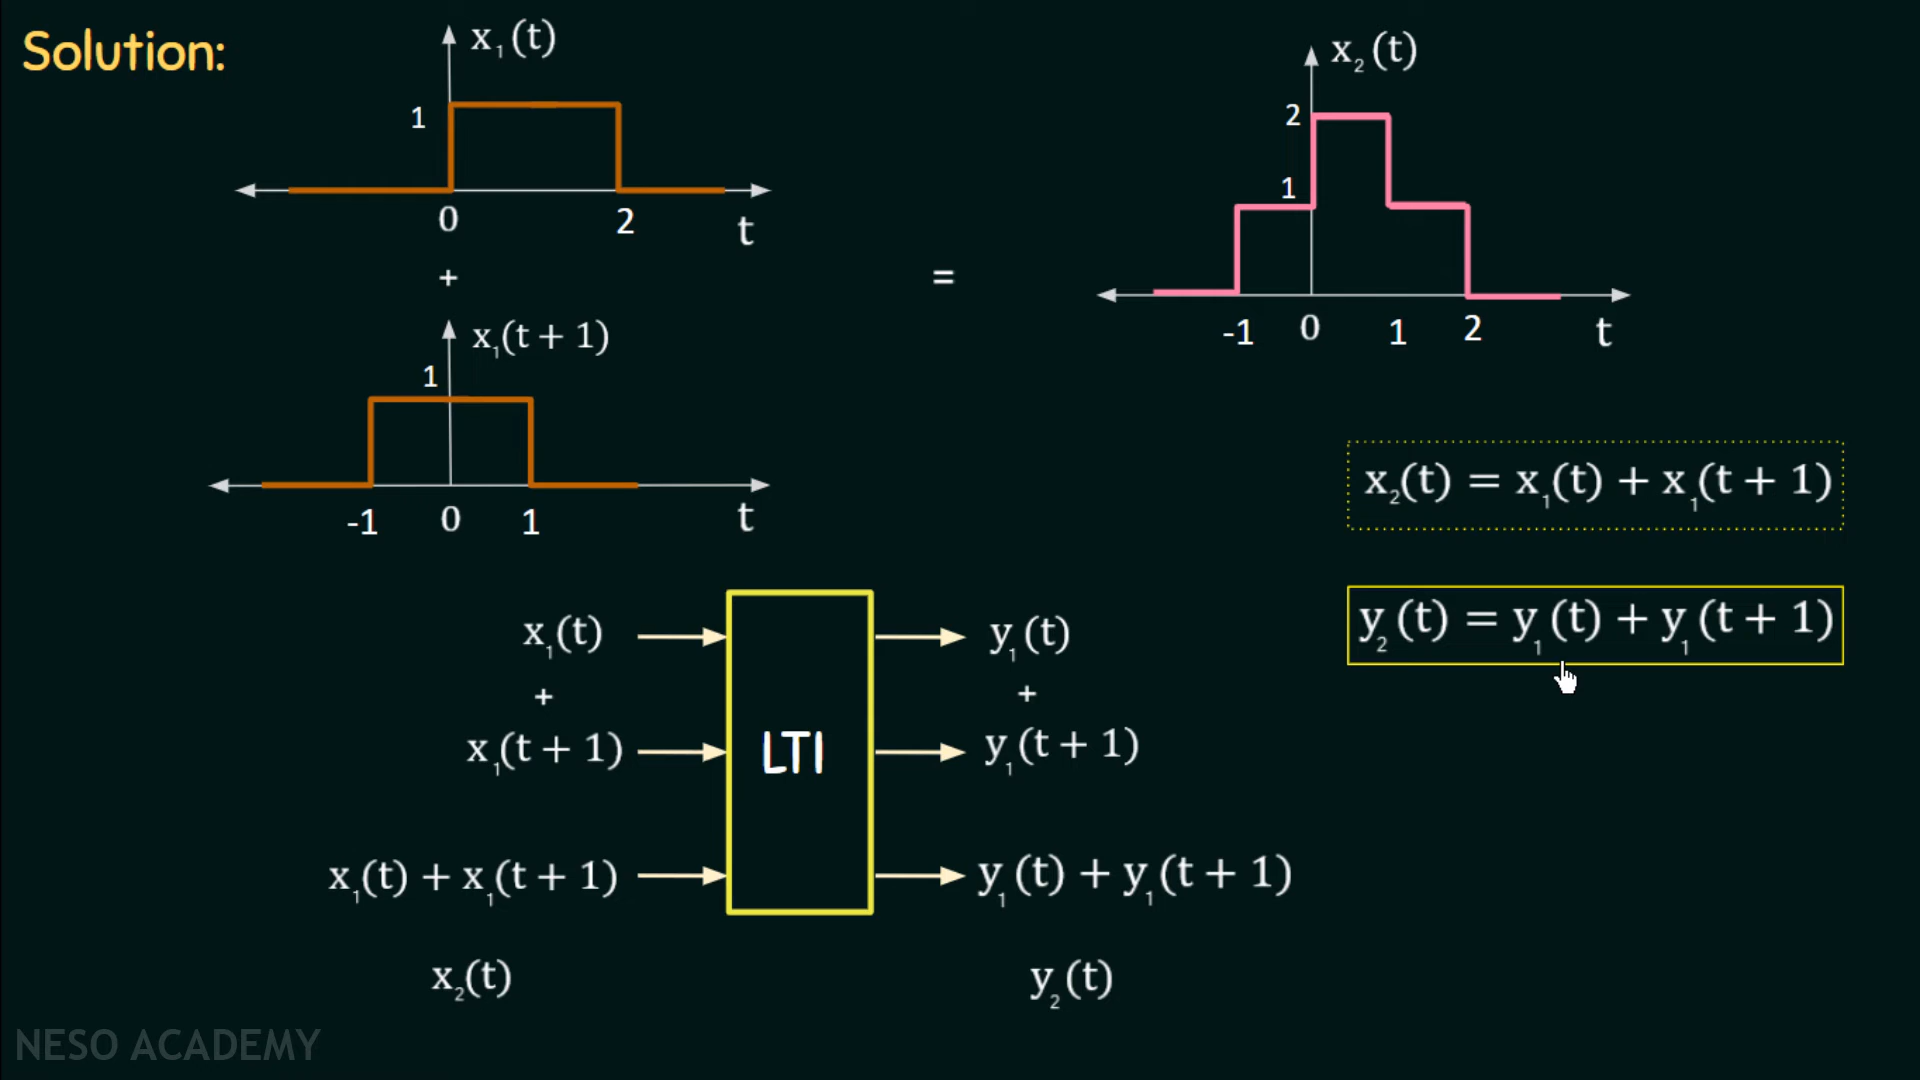 Solution:
x₁(t)
1
0 2 t
+
x₁(t + 1)
1
-1 0 1 t
=
x₂(t)
2
1
-1 0 1 2 t
x₂(t) = x₁(t) + x₁(t + 1)
y₂(t) = y₁(t) + y₁(t + 1)
x₁(t) y₁(t)
+ +
x₁(t + 1) LTI y₁(t + 1)
x₁(t) + x₁(t + 1) y₁(t) + y₁(t + 1)
x₂(t) y₂(t)
NESO ACADEMY